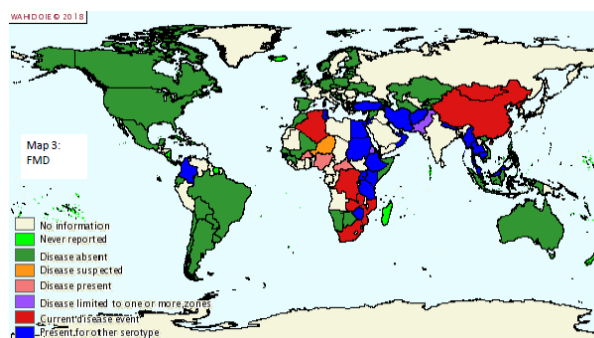 WAHID OIE © 2018
Map 3:
FMD
No information
Never reported
Disease absent
Disease suspected
Disease present
Disease limited to one or more zones
Current disease event
Present for other serotype